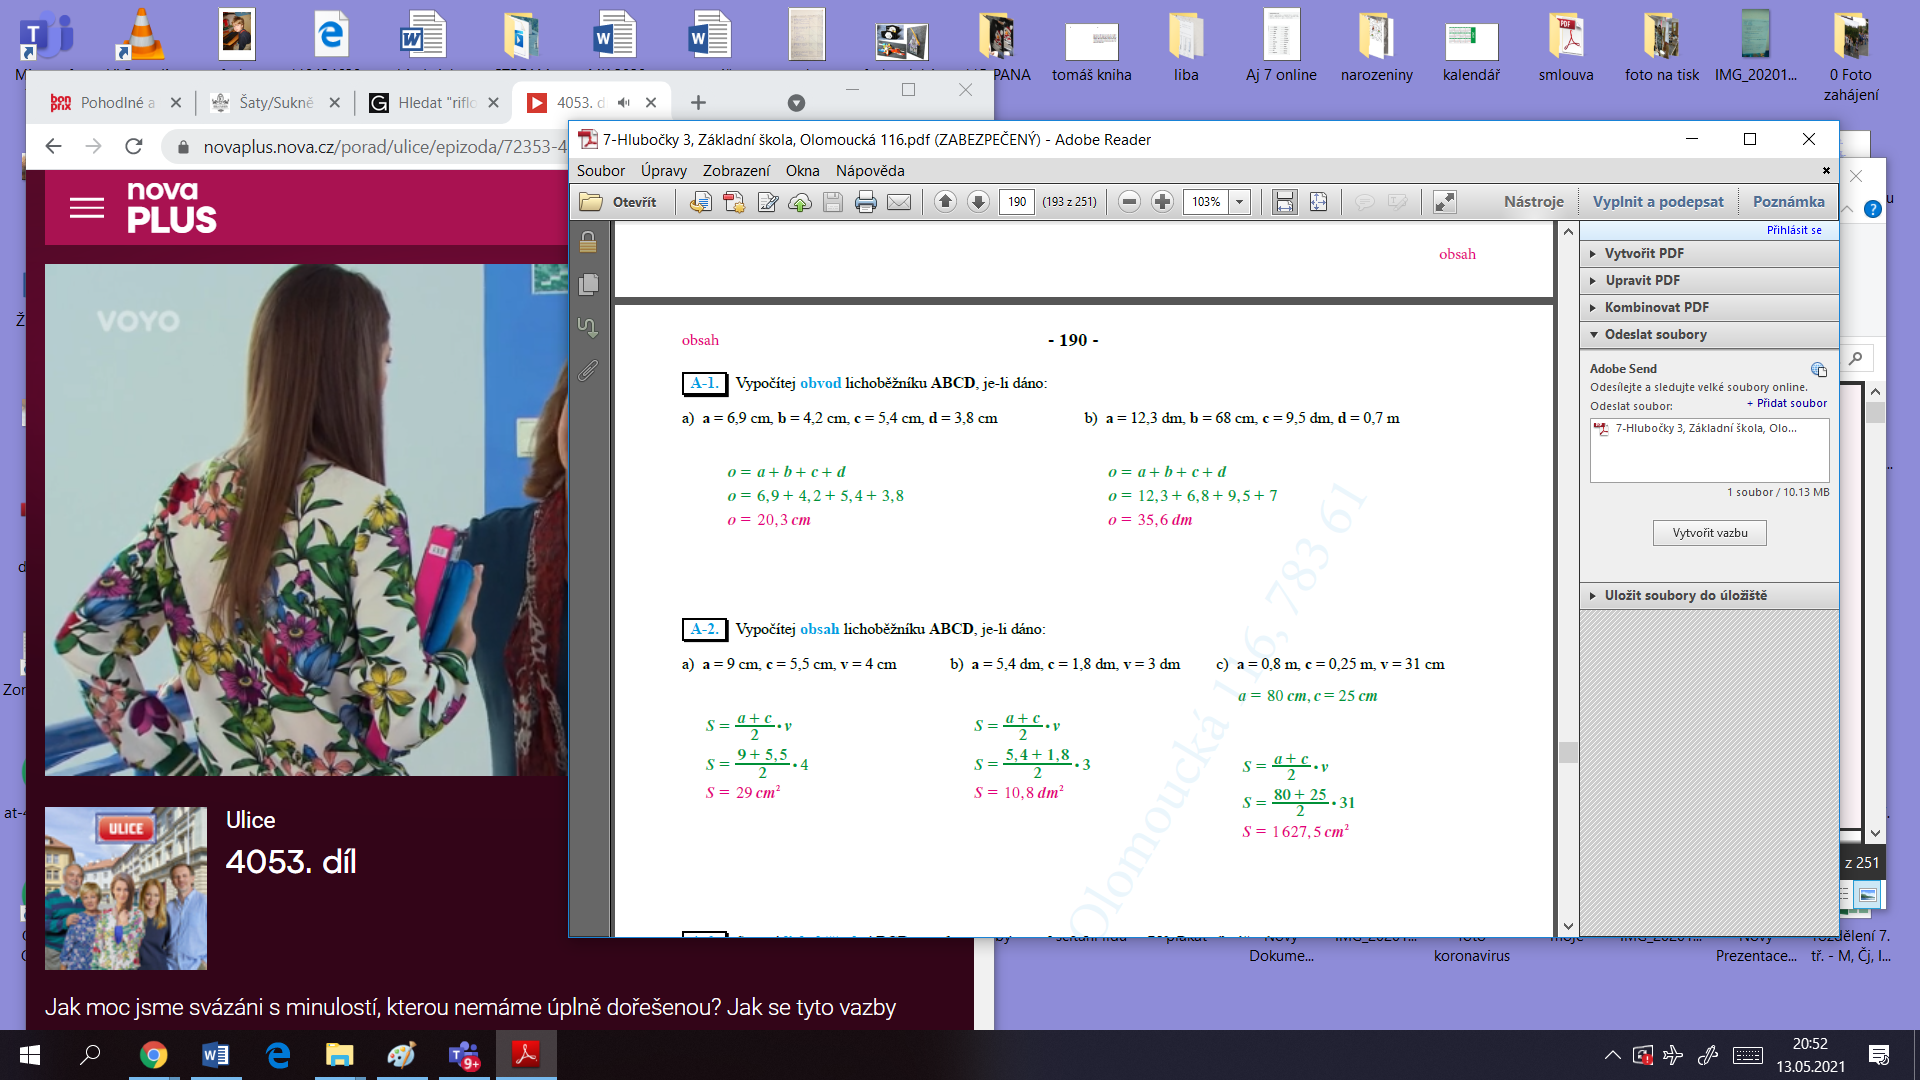 PANA
tomáš kniha
liba
Aj 7 online
narozeniny
kalendář
smlouva
foto na tisk
IMG_20201...
0 Foto
zahájení
bon
prix
Pohodlné a
Šaty/Sukně
Hledat "riflo
4053. d
novaplus.nova.cz/porad/ulice/epizoda/72353-4
nova
PLUS
VOYO
ULICE
Ulice
4053. díl
Jak moc jsme svázáni s minulostí, kterou nemáme úplně dořešenou? Jak se tyto vazby
7-Hlubočky 3, Základní škola, Olomoucká 116.pdf (ZABEZPEČENÝ) - Adobe Reader
Soubor Úpravy Zobrazení Okna Nápověda
Otevřít
190 (193 z 251)
103%
Nástroje
Vyplnit a podepsat
Poznámka
Přihlásit se
Vytvořit PDF
Upravit PDF
Kombinovat PDF
Odeslat soubory
Adobe Send
Odesílejte a sledujte velké soubory online.
Odeslat soubor:
+ Přidat soubor
7-Hlubočky 3, Základní škola, Olo...
1 soubor / 10.13 MB
Vytvořit vazbu
Uložit soubory do úložiště
obsah
obsah
- 190 -
A-1. Vypočítej obvod lichoběžníku ABCD, je-li dáno:
a) a = 6,9 cm, b = 4,2 cm, c = 5,4 cm, d = 3,8 cm
b) a = 12,3 dm, b = 68 cm, c = 9,5 dm, d = 0,7 m
o = a + b + c + d
o = 6,9 + 4,2 + 5,4 + 3,8
o = 20,3 cm
o = a + b + c + d
o = 12,3 + 6,8 + 9,5 + 7
o = 35,6 dm
A-2. Vypočítej obsah lichoběžníku ABCD, je-li dáno:
a) a = 9 cm, c = 5,5 cm, v = 4 cm
b) a = 5,4 dm, c = 1,8 dm, v = 3 dm
c) a = 0,8 m, c = 0,25 m, v = 31 cm
a = 80 cm, c = 25 cm
S = a + c / 2 • v
S = 9 + 5,5 / 2 • 4
S = 29 cm²
S = a + c / 2 • v
S = 5,4 + 1,8 / 2 • 3
S = 10,8 dm²
S = a + c / 2 • v
S = 80 + 25 / 2 • 31
S = 1627,5 cm²
Olomoucká 116, 783 61
z 251
Dokume...
koronavirus
Prezentace...
rozdělení 7.
tř. - M, Čj, I...
9+
20:52
13.05.2021